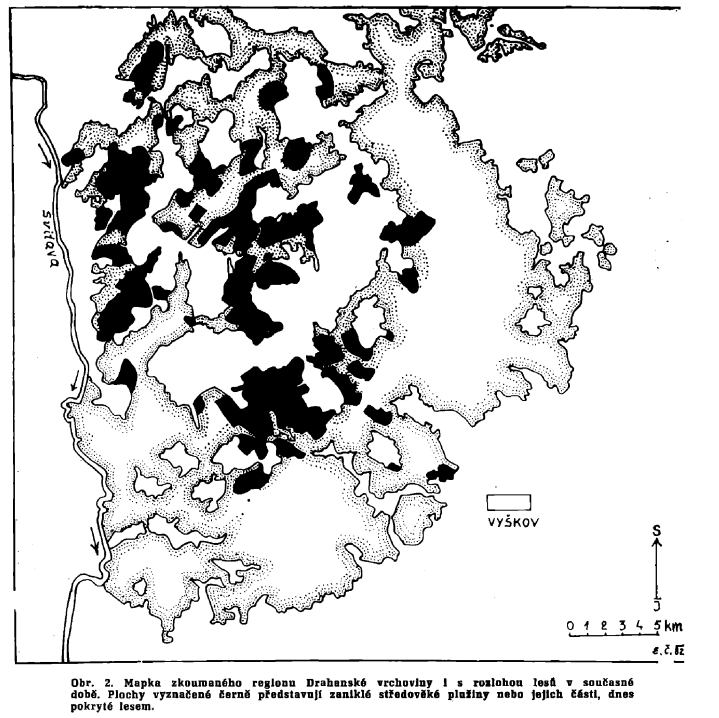 Svitava
VYŠKOV
S
J
0 1 2 3 4 5 km
Obr. 2. Mapka zkoumaného regionu Drahanské vrchoviny i s rozlohou lesů v současné
době. Plochy vyznačené černě představují zaniklé středověké plužiny nebo jejich části, dnes
pokryté lesem.